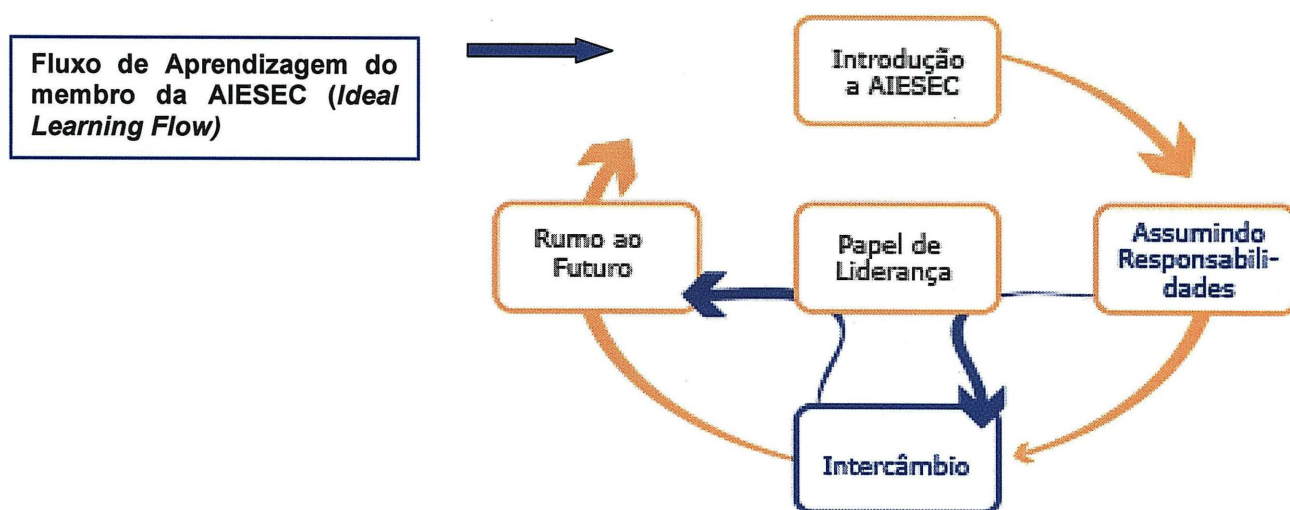 Fluxo de Aprendizagem do
membro da AIESEC (Ideal
Learning Flow)
Introdução
a AIESEC
Rumo ao
Futuro
Papel de
Liderança
Assumindo
Responsabili-
dades
Intercâmbio